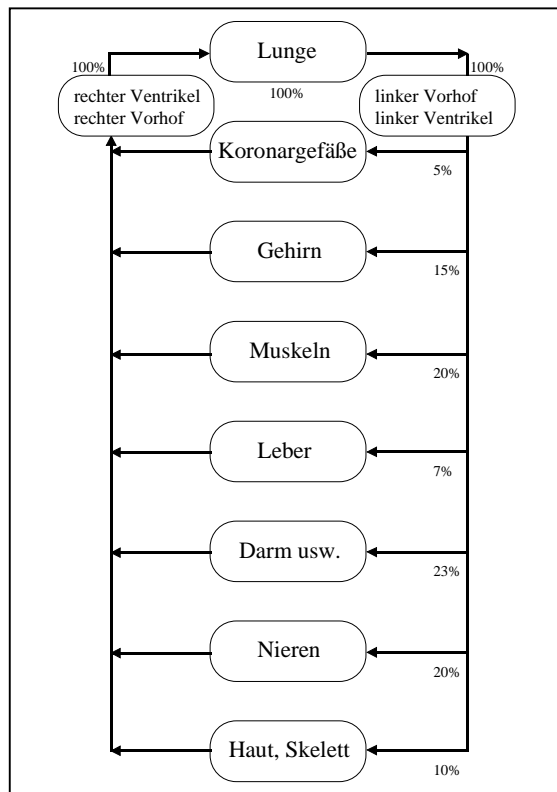 Lunge
100%
100%
100%
rechter Ventrikel
rechter Vorhof
linker Vorhof
linker Ventrikel
Koronargefäße
5%
Gehirn
15%
Muskeln
20%
Leber
7%
Darm usw.
23%
Nieren
20%
Haut, Skelett
10%